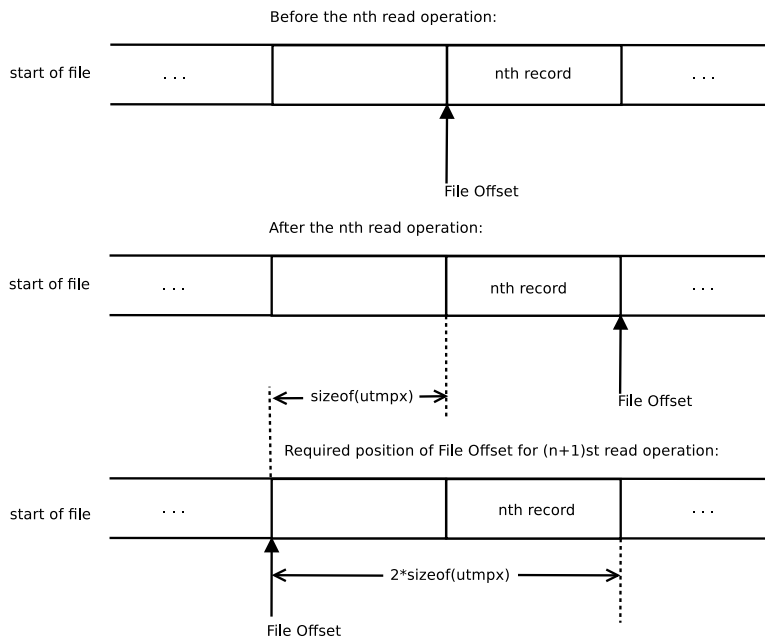 Before the nth read operation:
start of file
. . .
nth record
. . .
File Offset
After the nth read operation:
start of file
. . .
nth record
. . .
sizeof(utmpx)
File Offset
Required position of File Offset for (n+1)st read operation:
start of file
. . .
nth record
. . .
2*sizeof(utmpx)
File Offset